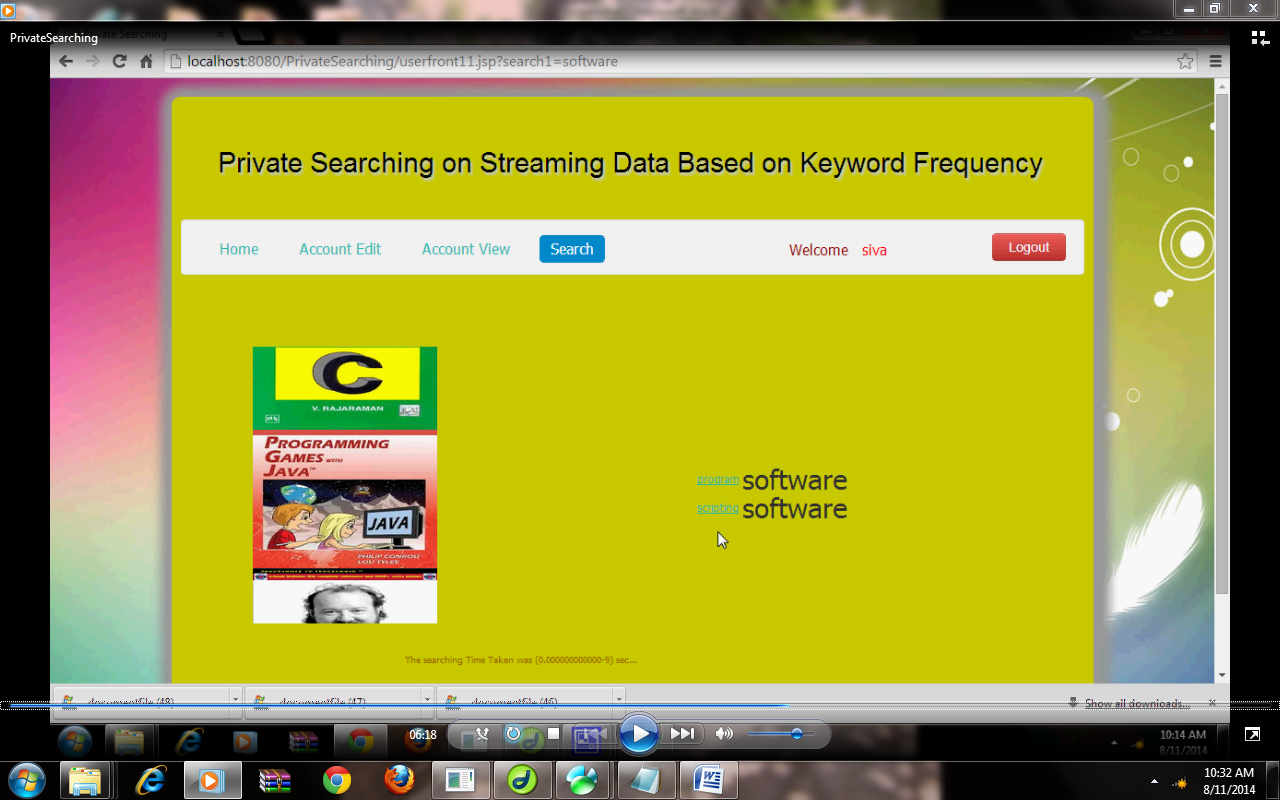 PrivateSearching
localhost:8080/PrivateSearching/userfront11.jsp?search1=software
Private Searching on Streaming Data Based on Keyword Frequency
Home Account Edit Account View Search Welcome siva Logout
C
V. RAJARAMAN
PROGRAMMING
GAMES WITH
JAVA™
JAVA
PHILIP CONROD
LOU TYLEE
program software
scripting software
The searching Time Taken was (0.000000000000-9) sec...
documentfile (48) documentfile (47) documentfile (46) Show all downloads...
06:18
10:14 AM
8/11/2014
10:32 AM
8/11/2014